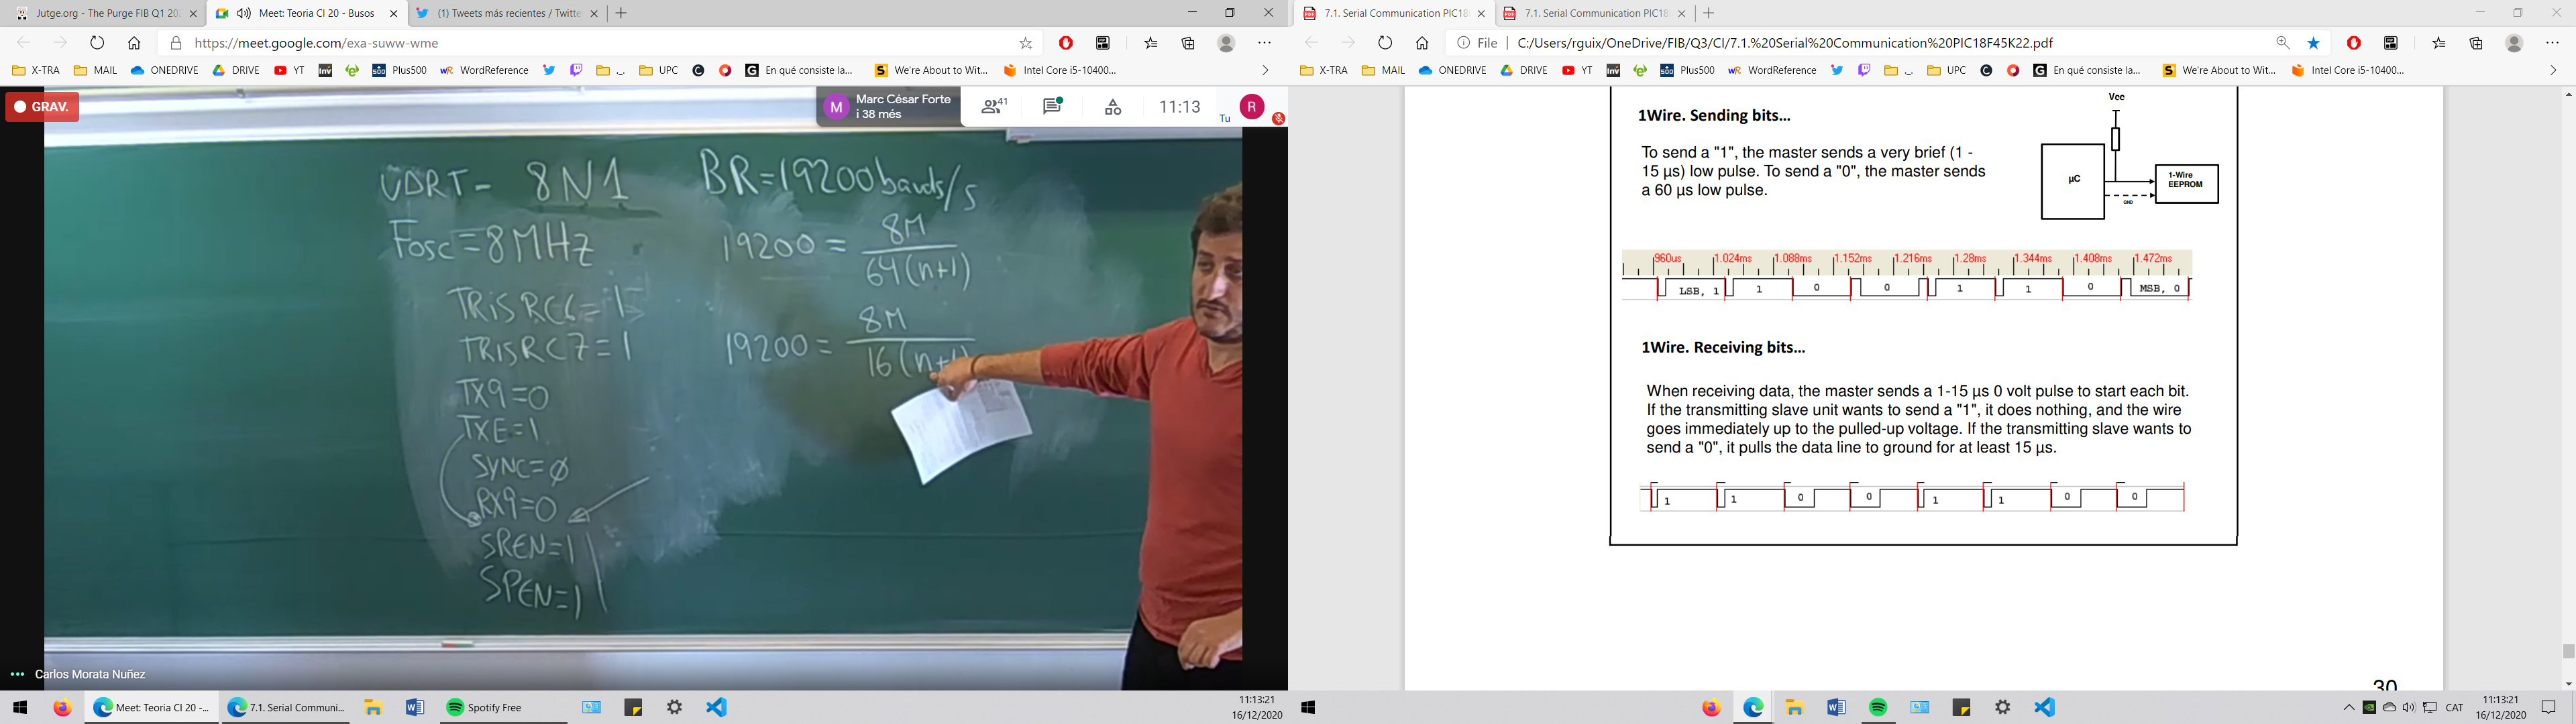 Jutge.org - The Purge FIB Q1 20
Meet: Teoria CI 20 - Busos
(1) Tweets más recientes / Twitte
https://meet.google.com/exa-suww-wme
X-TRA
MAIL
ONEDRIVE
DRIVE
YT
Inv
Plus500
WordReference
UPC
En qué consiste la...
We're About to Wit...
Intel Core i5-10400...
GRAV.
M
Marc César Forte
i 38 més
41
11:13
Tu
R
UDRT - 8N1
BR=19200 bauds/s
Fosc=8MHz
19200 = 8M
64(n+1)
TRISRC6=1
TRISRC7=1
19200 = 8M
16(n+1)
TX9=0
TXE=1
SYNC=0
RX9=0
SREN=1
SPEN=1
Carlos Morata Nuñez
Meet: Teoria CI 20 -...
7.1. Serial Communi...
Spotify Free
11:13:21
16/12/2020
7.1. Serial Communication PIC18
7.1. Serial Communication PIC18
File
C:/Users/rguix/OneDrive/FIB/Q3/CI/7.1.%20Serial%20Communication%20PIC18F45K22.pdf
X-TRA
MAIL
ONEDRIVE
DRIVE
YT
Inv
Plus500
WordReference
UPC
En qué consiste la...
We're About to Wit...
Intel Core i5-10400...
1Wire. Sending bits...
To send a "1", the master sends a very brief (1 -
15 µs) low pulse. To send a "0", the master sends
a 60 µs low pulse.
Vcc
µC
1-Wire
EEPROM
GND
960us 1.024ms 1.088ms 1.152ms 1.216ms 1.28ms 1.344ms 1.408ms 1.472ms
LSB, 1 1 0 0 1 1 0 MSB, 0
1Wire. Receiving bits...
When receiving data, the master sends a 1-15 µs 0 volt pulse to start each bit.
If the transmitting slave unit wants to send a "1", it does nothing, and the wire
goes immediately up to the pulled-up voltage. If the transmitting slave wants to
send a "0", it pulls the data line to ground for at least 15 µs.
1 1 0 0 1 1 0 0
30
CAT
11:13:21
16/12/2020